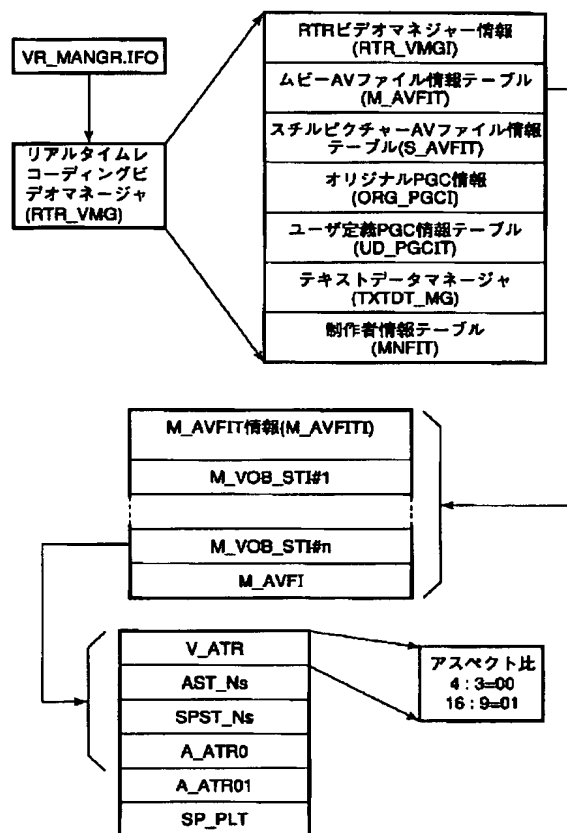 VR_MANGR.IFO
リアルタイムレ
コーディングビ
デオマネージャ
(RTR_VMG)
RTRビデオマネジャー情報
(RTR_VMGI)
ムビーAVファイル情報テーブル
(M_AVFIT)
スチルピクチャーAVファイル情報
テーブル(S_AVFIT)
オリジナルPGC情報
(ORG_PGCI)
ユーザ定義PGC情報テーブル
(UD_PGCIT)
テキストデータマネージャ
(TXTDT_MG)
制作者情報テーブル
(MNFIT)
M_AVFIT情報(M_AVFITI)
M_VOB_STI#1
M_VOB_STI#n
M_AVFI
V_ATR
AST_Ns
SPST_Ns
A_ATR0
A_ATR01
SP_PLT
アスペクト比
4：3=00
16：9=01